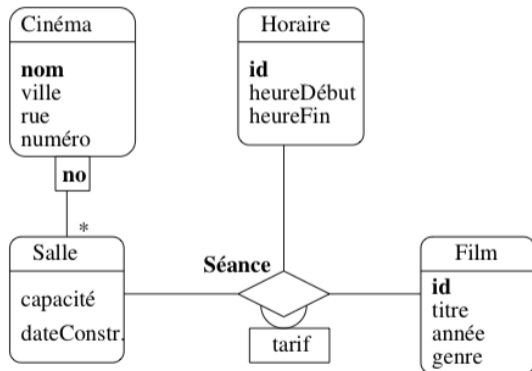 Cinéma
nom
ville
rue
numéro
no
*
Horaire
id
heureDébut
heureFin
Salle
capacité
dateConstr.
Séance
tarif
Film
id
titre
année
genre